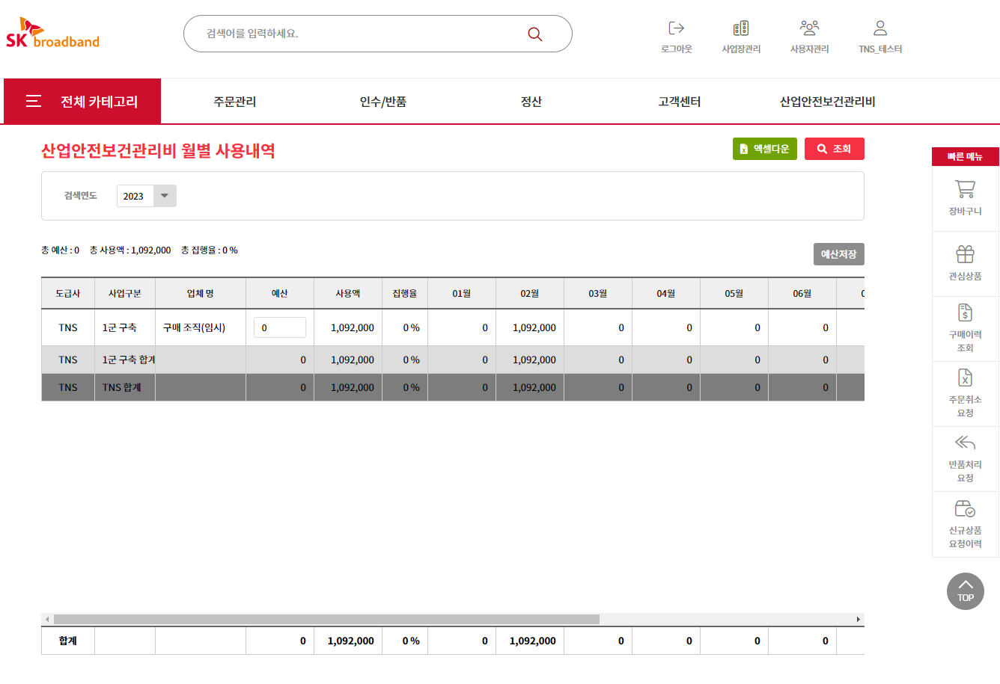 SK broadband
검색어를 입력하세요.
로그아웃
사업장관리
사용자관리
TNS_테스터
전체 카테고리
주문관리
인수/반품
정산
고객센터
산업안전보건관리비
산업안전보건관리비 월별 사용내역
엑셀다운
조회
검색연도
2023
총 예산 : 0 총 사용액 : 1,092,000 총 집행율 : 0 %
예산저장
도급사 사업구분 업체 명 예산 사용액 집행율 01월 02월 03월 04월 05월 06월 0
TNS 1군 구축 구매 조직(임시) 0 1,092,000 0 % 0 1,092,000 0 0 0 0
TNS 1군 구축 합계 0 1,092,000 0 % 0 1,092,000 0 0 0 0
TNS TNS 합계 0 1,092,000 0 % 0 1,092,000 0 0 0 0
합계 0 1,092,000 0 % 0 1,092,000 0 0 0 0
빠른 메뉴
장바구니
관심상품
구매이력
조회
주문취소
요청
반품처리
요청
신규상품
요청이력
TOP